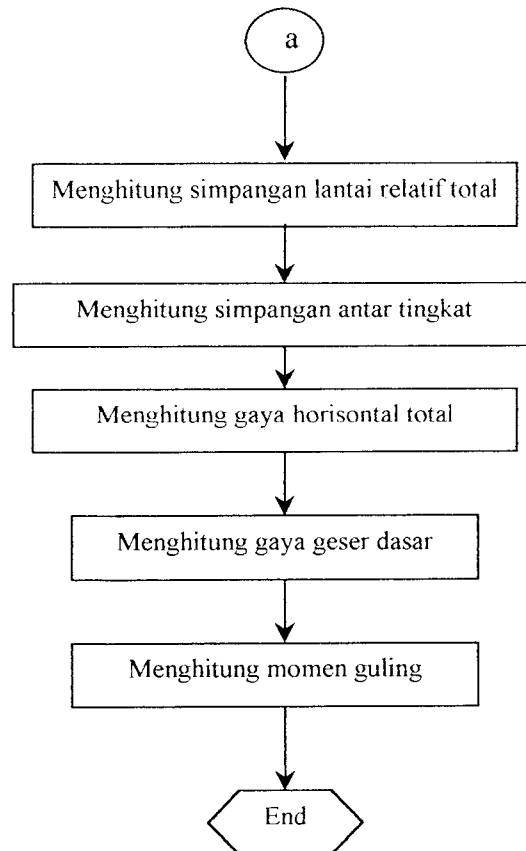 a
Menghitung simpangan lantai relatif total
Menghitung simpangan antar tingkat
Menghitung gaya horisontal total
Menghitung gaya geser dasar
Menghitung momen guling
End